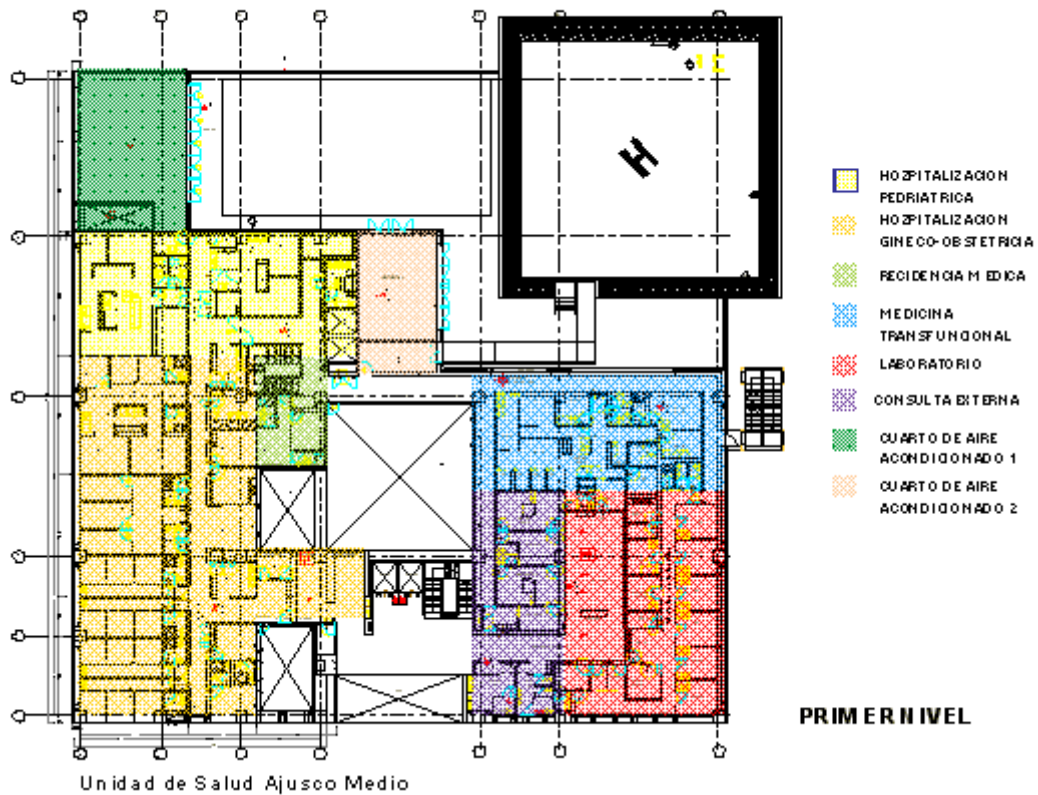 H
HOZPITALIZACION
PEDRIATRICA
HOZPITALIZACION
GINECO-OBSTETRICIA
RECIDENCIA MEDICA
MEDICINA
TRANSFUCIONAL
LABORATORIO
CONSULTA EXTERNA
CUARTO DE AIRE
ACONDICIONADO 1
CUARTO DE AIRE
ACONDICIONADO 2
PRIMER NIVEL
Unidad de Salud Ajusco Medio